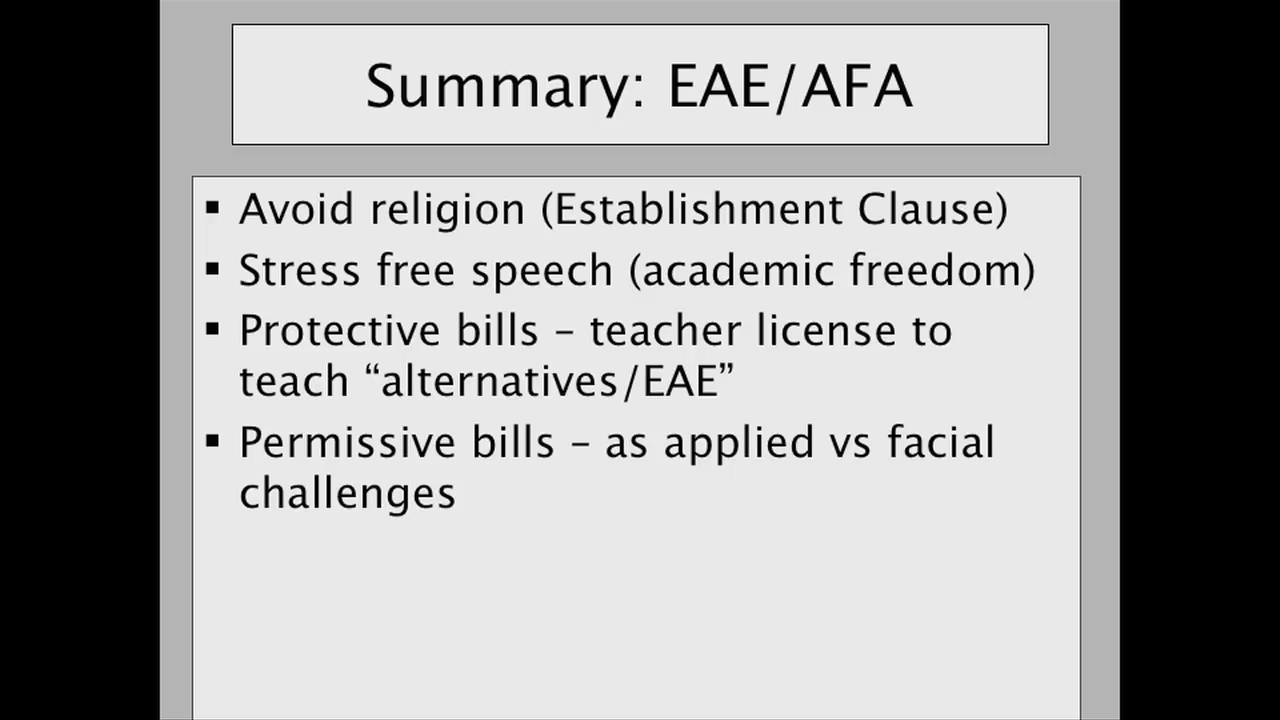 Summary: EAE/AFA
▪ Avoid religion (Establishment Clause)
▪ Stress free speech (academic freedom)
▪ Protective bills – teacher license to
teach “alternatives/EAE”
▪ Permissive bills – as applied vs facial
challenges